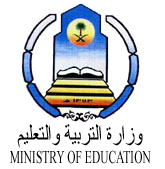 وزارة التربية والتعليم
MINISTRY OF EDUCATION